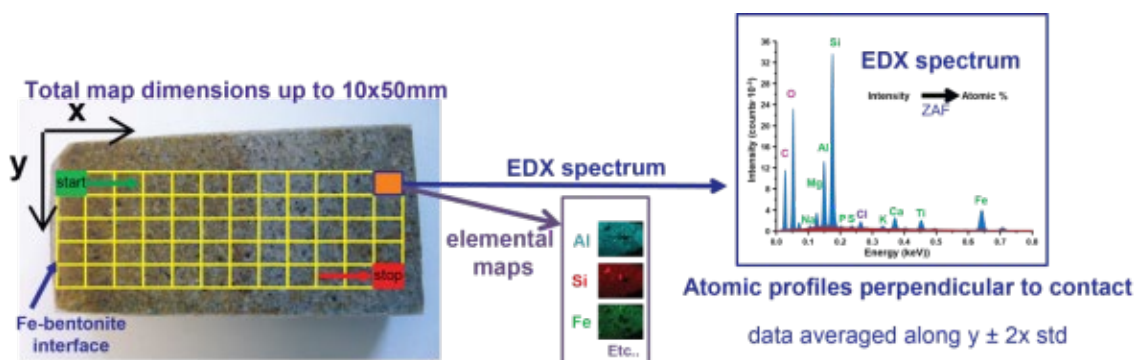 Total map dimensions up to 10x50mm
x
y
start
stop
Fe-bentonite
interface
EDX spectrum
elemental
maps
Al
Si
Fe
Etc..
EDX spectrum
Intensity
Atomic %
ZAF
Intensity (counts 10⁻³)
36
32
28
24
20
16
12
8
4
0
C
O
Na
Mg
Al
Si
P
S
Cl
K
Ca
Ti
Fe
0.0
0.1
0.2
0.3
0.4
0.5
0.6
0.7
0.8
Energy (keV))
Atomic profiles perpendicular to contact
data averaged along y ± 2x std